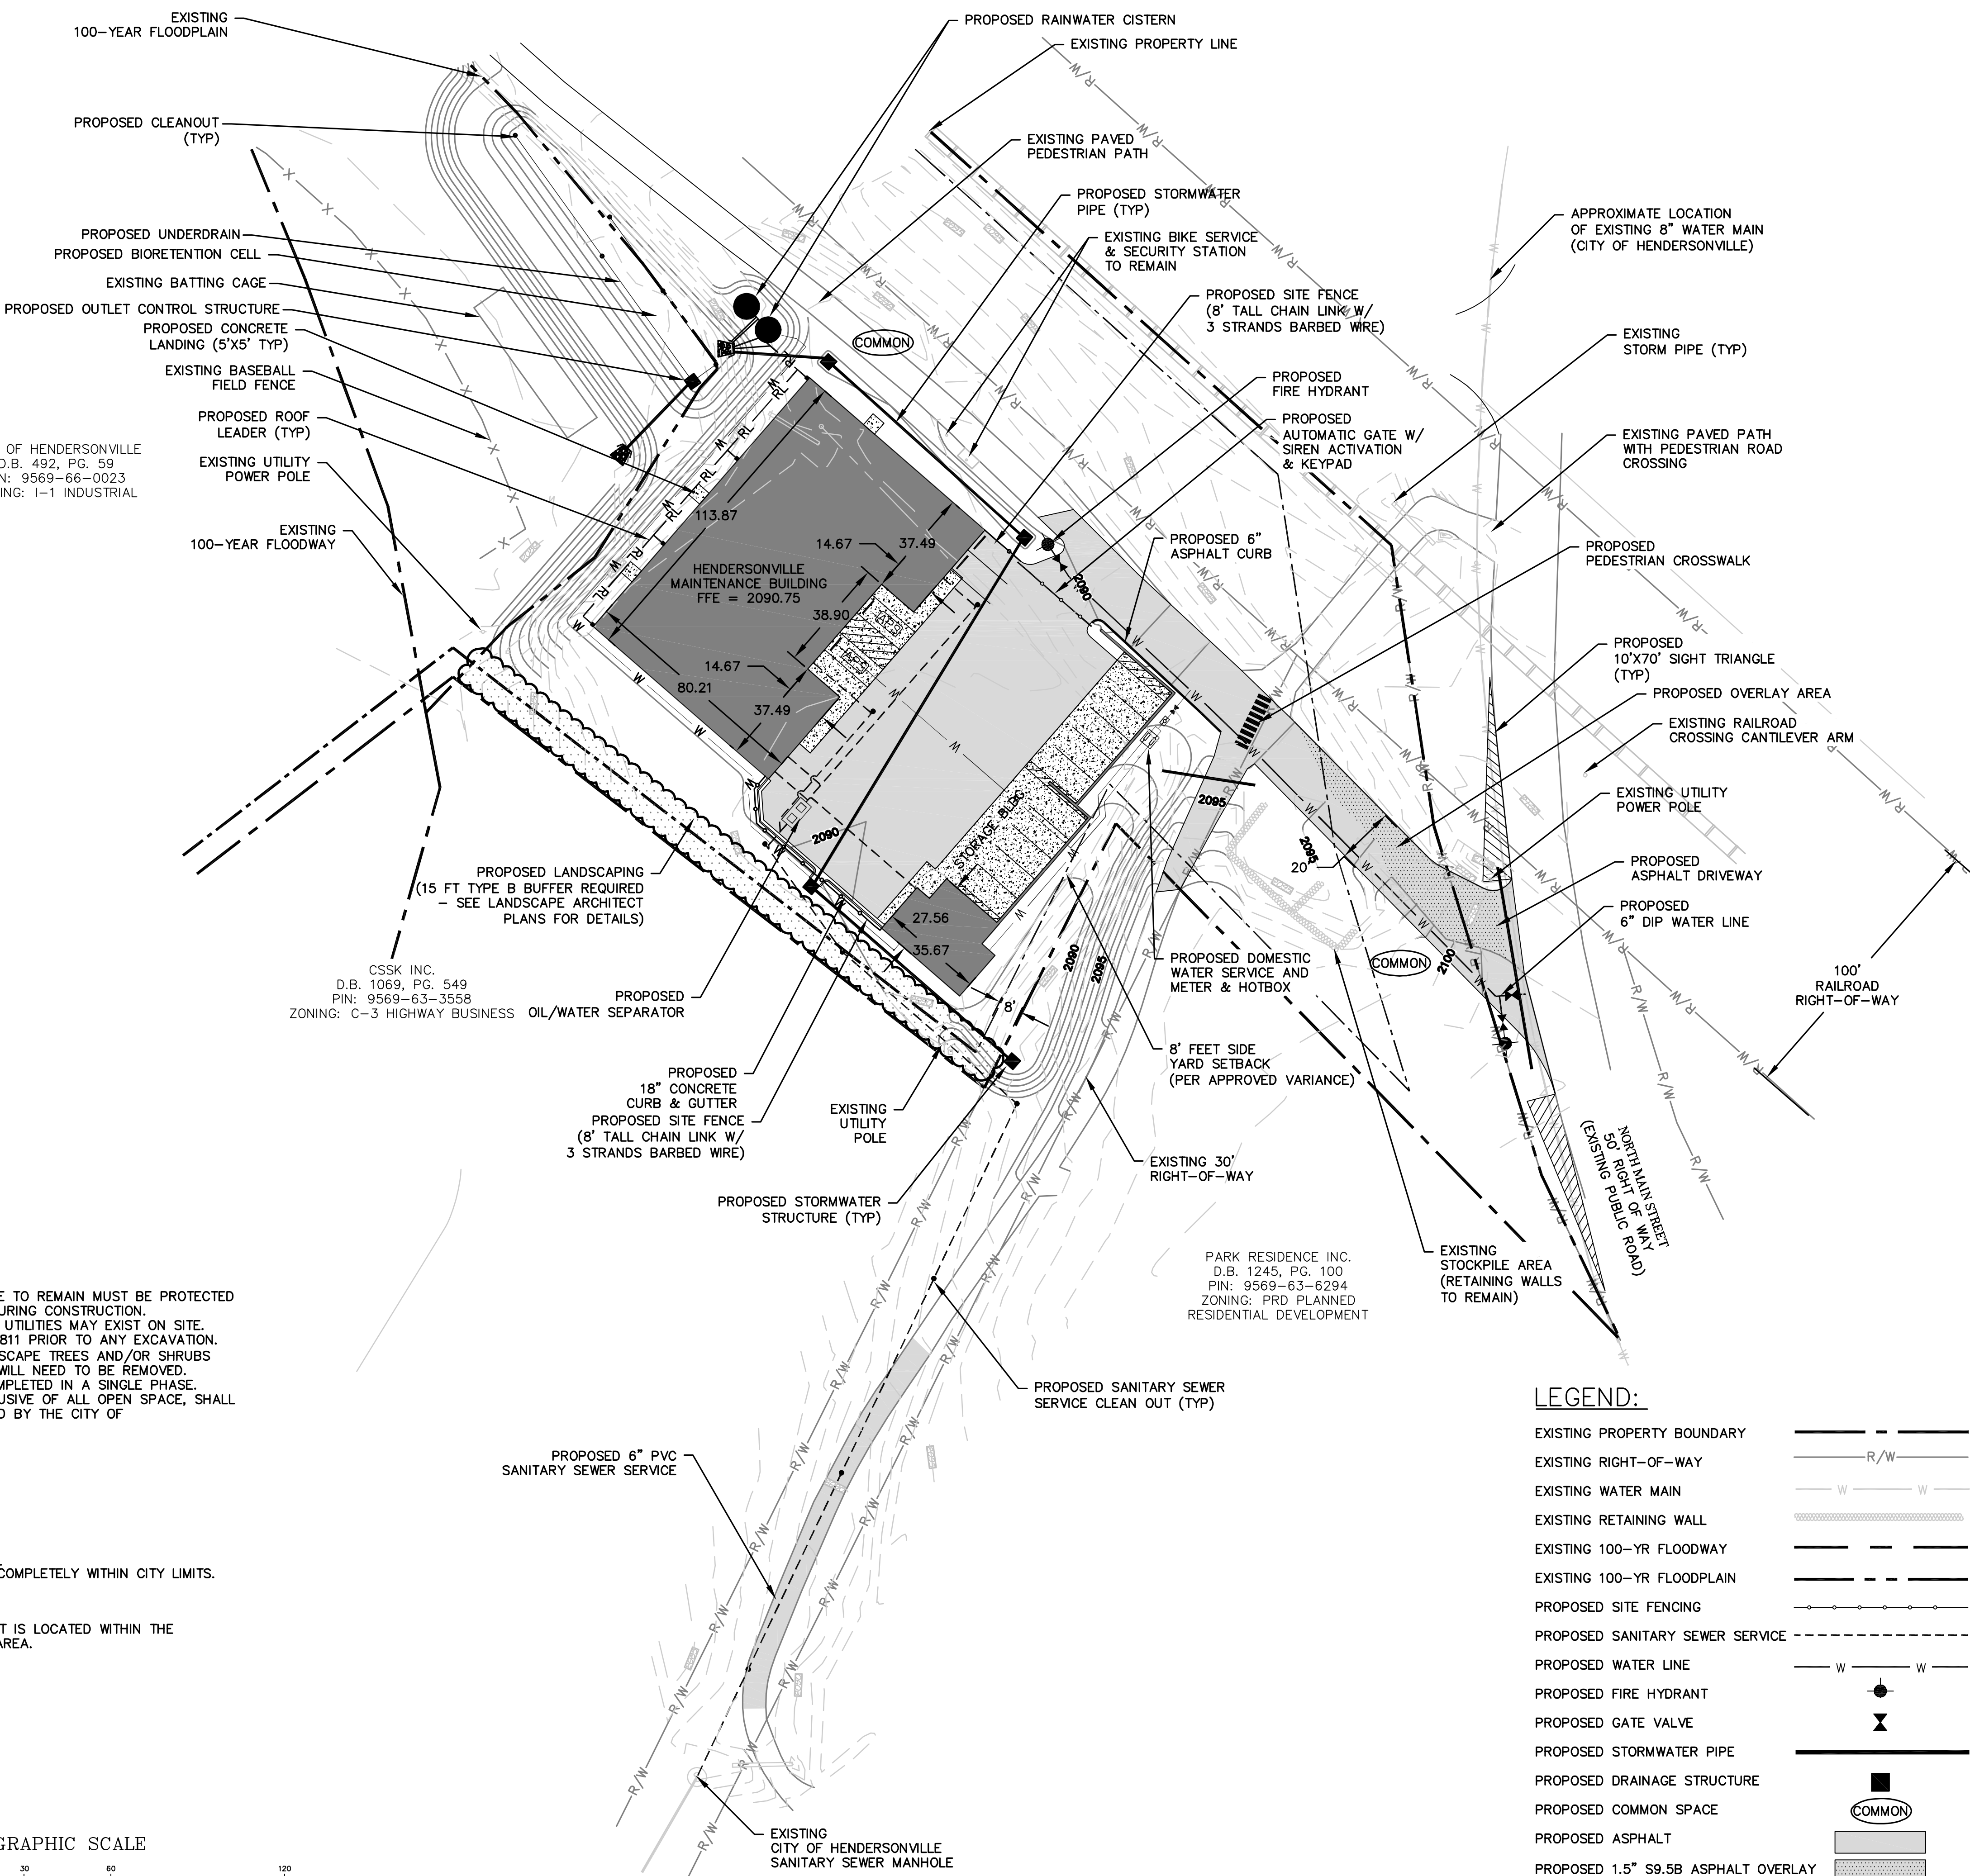 EXISTING
100-YEAR FLOODPLAIN
PROPOSED CLEANOUT
(TYP)
PROPOSED UNDERDRAIN
PROPOSED BIORETENTION CELL
EXISTING BATTING CAGE
PROPOSED OUTLET CONTROL STRUCTURE
PROPOSED CONCRETE
LANDING (5'X5' TYP)
EXISTING BASEBALL
FIELD FENCE
PROPOSED ROOF
LEADER (TYP)
EXISTING UTILITY
POWER POLE
EXISTING
100-YEAR FLOODWAY
OF HENDERSONVILLE
D.B. 492, PG. 59
N: 9569-66-0023
ING: I-1 INDUSTRIAL
PROPOSED RAINWATER CISTERN
EXISTING PROPERTY LINE
EXISTING PAVED
PEDESTRIAN PATH
PROPOSED STORMWATER
PIPE (TYP)
EXISTING BIKE SERVICE
& SECURITY STATION
TO REMAIN
PROPOSED SITE FENCE
(8' TALL CHAIN LINK W/
3 STRANDS BARBED WIRE)
PROPOSED
FIRE HYDRANT
PROPOSED
AUTOMATIC GATE W/
SIREN ACTIVATION
& KEYPAD
PROPOSED 6"
ASPHALT CURB
APPROXIMATE LOCATION
OF EXISTING 8" WATER MAIN
(CITY OF HENDERSONVILLE)
EXISTING
STORM PIPE (TYP)
EXISTING PAVED PATH
WITH PEDESTRIAN ROAD
CROSSING
PROPOSED
PEDESTRIAN CROSSWALK
PROPOSED
10'X70' SIGHT TRIANGLE
(TYP)
PROPOSED OVERLAY AREA
EXISTING RAILROAD
CROSSING CANTILEVER ARM
EXISTING UTILITY
POWER POLE
PROPOSED
ASPHALT DRIVEWAY
PROPOSED
6" DIP WATER LINE
100'
RAILROAD
RIGHT-OF-WAY
COMMON
COMMON
HENDERSONVILLE
MAINTENANCE BUILDING
FFE = 2090.75
113.87
14.67
37.49
38.90
14.67
80.21
37.49
STORAGE BLDG
27.56
35.67
8'
20'
2090
2090
2090
2095
2095
2095
2100
PROPOSED LANDSCAPING
(15 FT TYPE B BUFFER REQUIRED
- SEE LANDSCAPE ARCHITECT
PLANS FOR DETAILS)
CSSK INC.
D.B. 1069, PG. 549
PIN: 9569-63-3558
ZONING: C-3 HIGHWAY BUSINESS
PROPOSED
OIL/WATER SEPARATOR
PROPOSED
18" CONCRETE
CURB & GUTTER
PROPOSED SITE FENCE
(8' TALL CHAIN LINK W/
3 STRANDS BARBED WIRE)
EXISTING
UTILITY
POLE
PROPOSED STORMWATER
STRUCTURE (TYP)
PROPOSED DOMESTIC
WATER SERVICE AND
METER & HOTBOX
8' FEET SIDE
YARD SETBACK
(PER APPROVED VARIANCE)
EXISTING 30'
RIGHT-OF-WAY
PARK RESIDENCE INC.
D.B. 1245, PG. 100
PIN: 9569-63-6294
ZONING: PRD PLANNED
RESIDENTIAL DEVELOPMENT
EXISTING
STOCKPILE AREA
(RETAINING WALLS
TO REMAIN)
NORTH MAIN STREET
50' RIGHT OF WAY
(EXISTING PUBLIC ROAD)
PROPOSED SANITARY SEWER
SERVICE CLEAN OUT (TYP)
PROPOSED 6" PVC
SANITARY SEWER SERVICE
EXISTING
CITY OF HENDERSONVILLE
SANITARY SEWER MANHOLE
E TO REMAIN MUST BE PROTECTED
URING CONSTRUCTION.
UTILITIES MAY EXIST ON SITE.
811 PRIOR TO ANY EXCAVATION.
SCAPE TREES AND/OR SHRUBS
WILL NEED TO BE REMOVED.
MPLETED IN A SINGLE PHASE.
USIVE OF ALL OPEN SPACE, SHALL
D BY THE CITY OF
COMPLETELY WITHIN CITY LIMITS.
T IS LOCATED WITHIN THE
AREA.
GRAPHIC SCALE
30 60 120
LEGEND:
EXISTING PROPERTY BOUNDARY
EXISTING RIGHT-OF-WAY R/W
EXISTING WATER MAIN W W
EXISTING RETAINING WALL
EXISTING 100-YR FLOODWAY
EXISTING 100-YR FLOODPLAIN
PROPOSED SITE FENCING
PROPOSED SANITARY SEWER SERVICE
PROPOSED WATER LINE W W
PROPOSED FIRE HYDRANT
PROPOSED GATE VALVE
PROPOSED STORMWATER PIPE
PROPOSED DRAINAGE STRUCTURE
PROPOSED COMMON SPACE COMMON
PROPOSED ASPHALT
PROPOSED 1.5" S9.5B ASPHALT OVERLAY